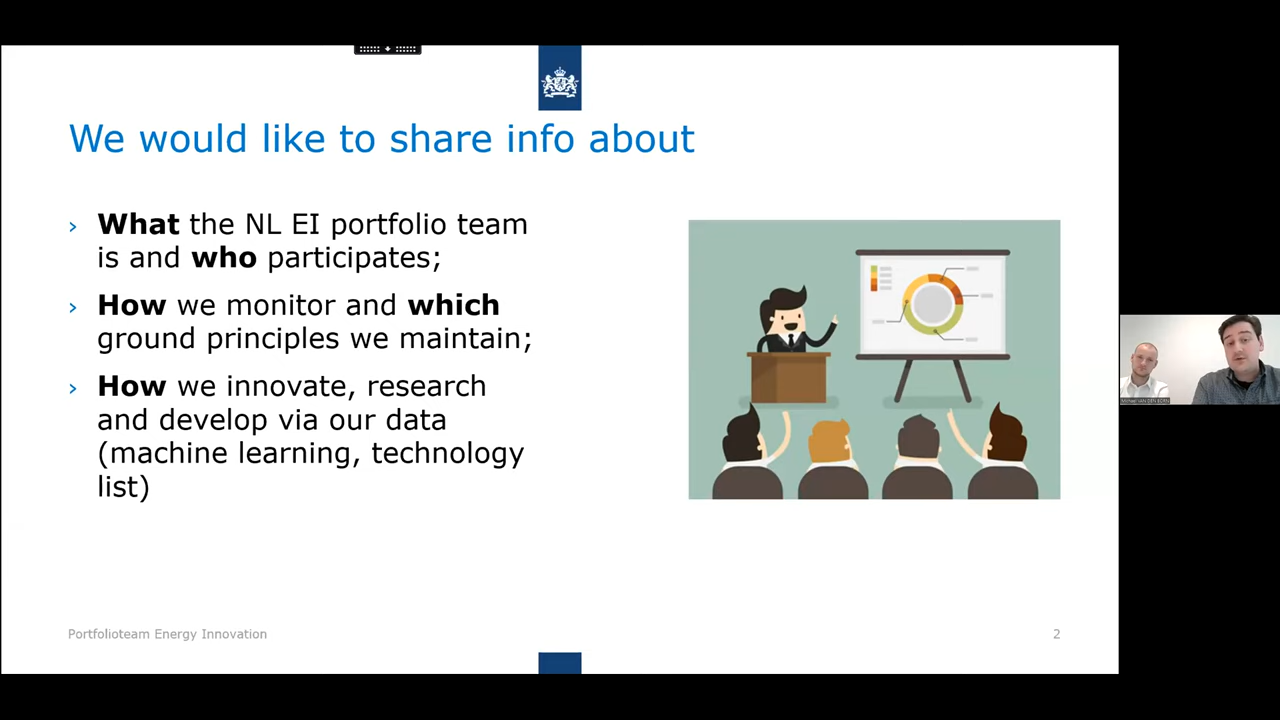 We would like to share info about
› What the NL EI portfolio team
is and who participates;
› How we monitor and which
ground principles we maintain;
› How we innovate, research
and develop via our data
(machine learning, technology
list)
Portfolioteam Energy Innovation
2